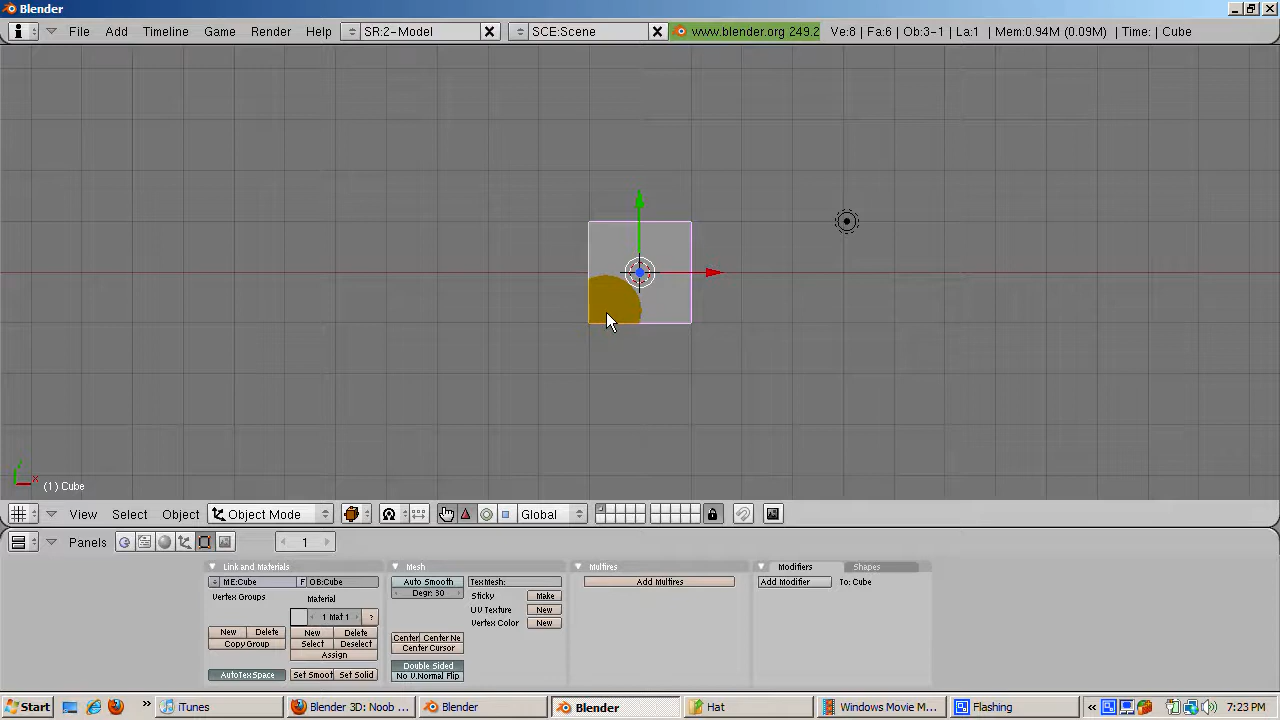 Blender
File Add Timeline Game Render Help SR:2-Model SCE:Scene www.blender.org 249.2 Ve:8 | Fa:6 | Ob:3-1 | La:1 | Mem:0.94M (0.09M) | Time: | Cube
(1) Cube
View Select Object Object Mode Global
Panels 1
Link and Materials Mesh Multires Modifiers Shapes
ME:Cube F OB:Cube Auto Smooth TexMesh: Add Multires Add Modifier To: Cube
Vertex Groups Material Degr: 30 Sticky Make
1 Mat 1 ? UV Texture New
New Delete New Delete Vertex Color New
Copy Group Select Deselect Center Center Ne
Assign Center Cursor
AutoTexSpace Set Smoot Set Solid Double Sided
No V.Normal Flip
Start » iTunes Blender 3D: Noob ... Blender Blender Hat Windows Movie M... Flashing « 7:23 PM